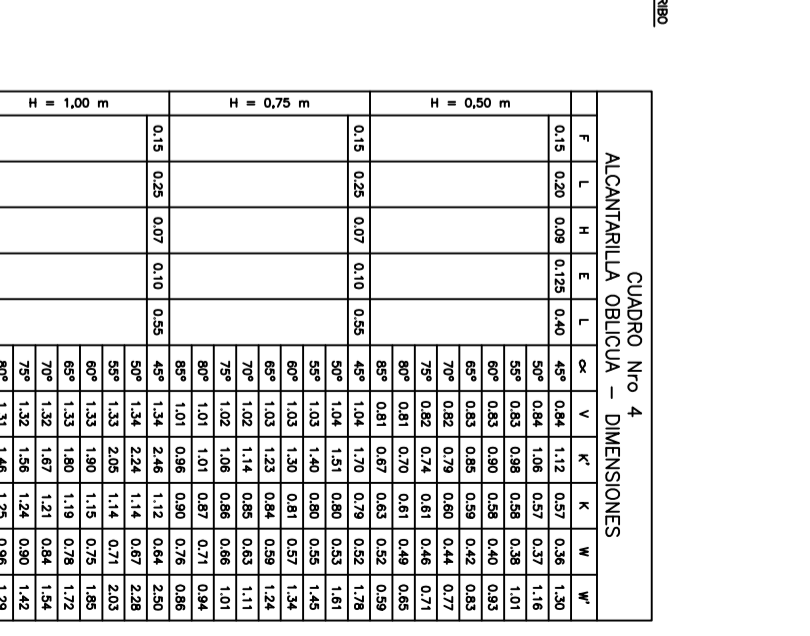 RIBO
CUADRO Nro 4
ALCANTARILLA OBLICUA – DIMENSIONES
F L H E L α V K' K W W'
H = 0,50 m
0.15 0.20 0.09 0.125 0.40 45° 0.84 1.12 0.57 0.36 1.30
50° 0.84 1.06 0.57 0.37 1.16
55° 0.83 0.98 0.58 0.38 1.01
60° 0.83 0.90 0.58 0.40 0.93
65° 0.83 0.85 0.59 0.42 0.83
70° 0.82 0.79 0.60 0.44 0.77
75° 0.82 0.74 0.61 0.46 0.71
80° 0.81 0.70 0.61 0.49 0.65
85° 0.81 0.67 0.63 0.52 0.59
H = 0,75 m
0.15 0.25 0.07 0.10 0.55 45° 1.04 1.70 0.79 0.52 1.78
50° 1.04 1.51 0.80 0.53 1.61
55° 1.03 1.40 0.80 0.55 1.45
60° 1.03 1.30 0.81 0.57 1.34
65° 1.03 1.23 0.84 0.59 1.24
70° 1.02 1.14 0.85 0.63 1.11
75° 1.02 1.06 0.86 0.66 1.01
80° 1.01 1.01 0.87 0.71 0.94
85° 1.01 0.96 0.90 0.76 0.86
H = 1,00 m
0.15 0.25 0.07 0.10 0.55 45° 1.34 2.46 1.12 0.64 2.50
50° 1.34 2.24 1.14 0.67 2.28
55° 1.33 2.05 1.14 0.71 2.03
60° 1.33 1.90 1.15 0.75 1.85
65° 1.33 1.80 1.19 0.78 1.72
70° 1.32 1.67 1.21 0.84 1.54
75° 1.32 1.56 1.24 0.90 1.42
80° 1.31 1.46 1.25 0.96 1.29